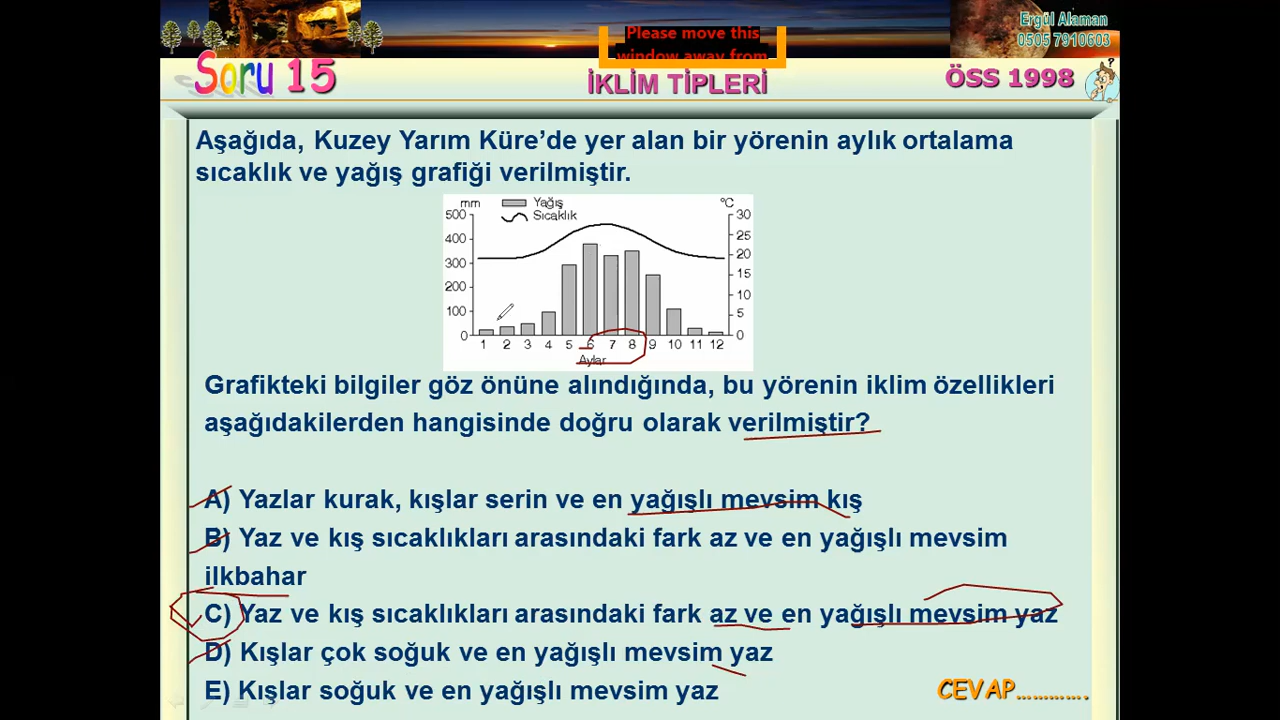 Ergül Alaman
0505 7910603
Please move this
window away from
Soru 15
İKLİM TİPLERİ
ÖSS 1998
Aşağıda, Kuzey Yarım Küre’de yer alan bir yörenin aylık ortalama
sıcaklık ve yağış grafiği verilmiştir.
mm
Yağış
°C
Sıcaklık
500
400
300
200
100
0
30
25
20
15
10
5
0
1 2 3 4 5 6 7 8 9 10 11 12
Aylar
Grafikteki bilgiler göz önüne alındığında, bu yörenin iklim özellikleri
aşağıdakilerden hangisinde doğru olarak verilmiştir?
A) Yazlar kurak, kışlar serin ve en yağışlı mevsim kış
B) Yaz ve kış sıcaklıkları arasındaki fark az ve en yağışlı mevsim
ilkbahar
C) Yaz ve kış sıcaklıkları arasındaki fark az ve en yağışlı mevsim yaz
D) Kışlar çok soğuk ve en yağışlı mevsim yaz
E) Kışlar soğuk ve en yağışlı mevsim yaz
CEVAP............